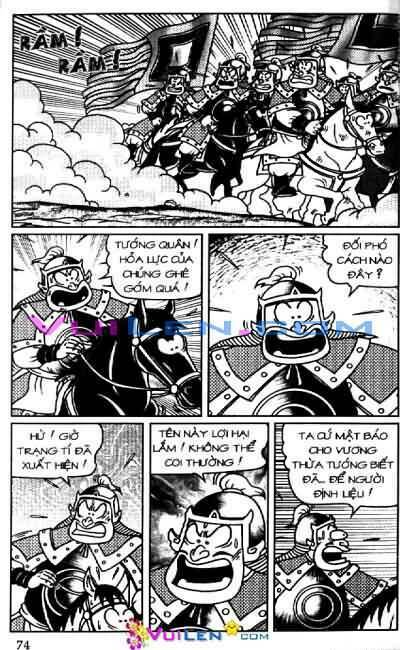 RẦM!
RẦM!
TƯỚNG QUÂN!
HỎA LỰC CỦA
CHÚNG GHÊ
GỚM QUÁ!
ĐỐI PHÓ
CÁCH NÀO
ĐÂY?
VUILEN.COM
HỪ! GIỜ
TRẠNG TÍ ĐÃ
XUẤT HIỆN!
TÊN NÀY LỢI HẠI
LẮM! KHÔNG THỂ
COI THƯỜNG!
TA CỨ MẬT BÁO
CHO VƯƠNG
THỪA TƯỚNG BIẾT
ĐÃ... ĐỂ NGƯỜI
ĐỊNH LIỆU!
74
VUILEN.COM